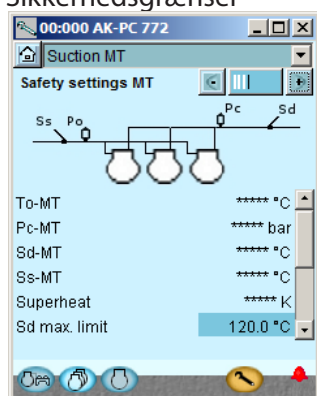 Sikkerhedsgrænser
00:000 AK-PC 772
Suction MT
Safety settings MT
Ss Po Pc Sd
To-MT ***** °C
Pc-MT ***** bar
Sd-MT ***** °C
Ss-MT ***** °C
Superheat ***** K
Sd max. limit 120.0 °C